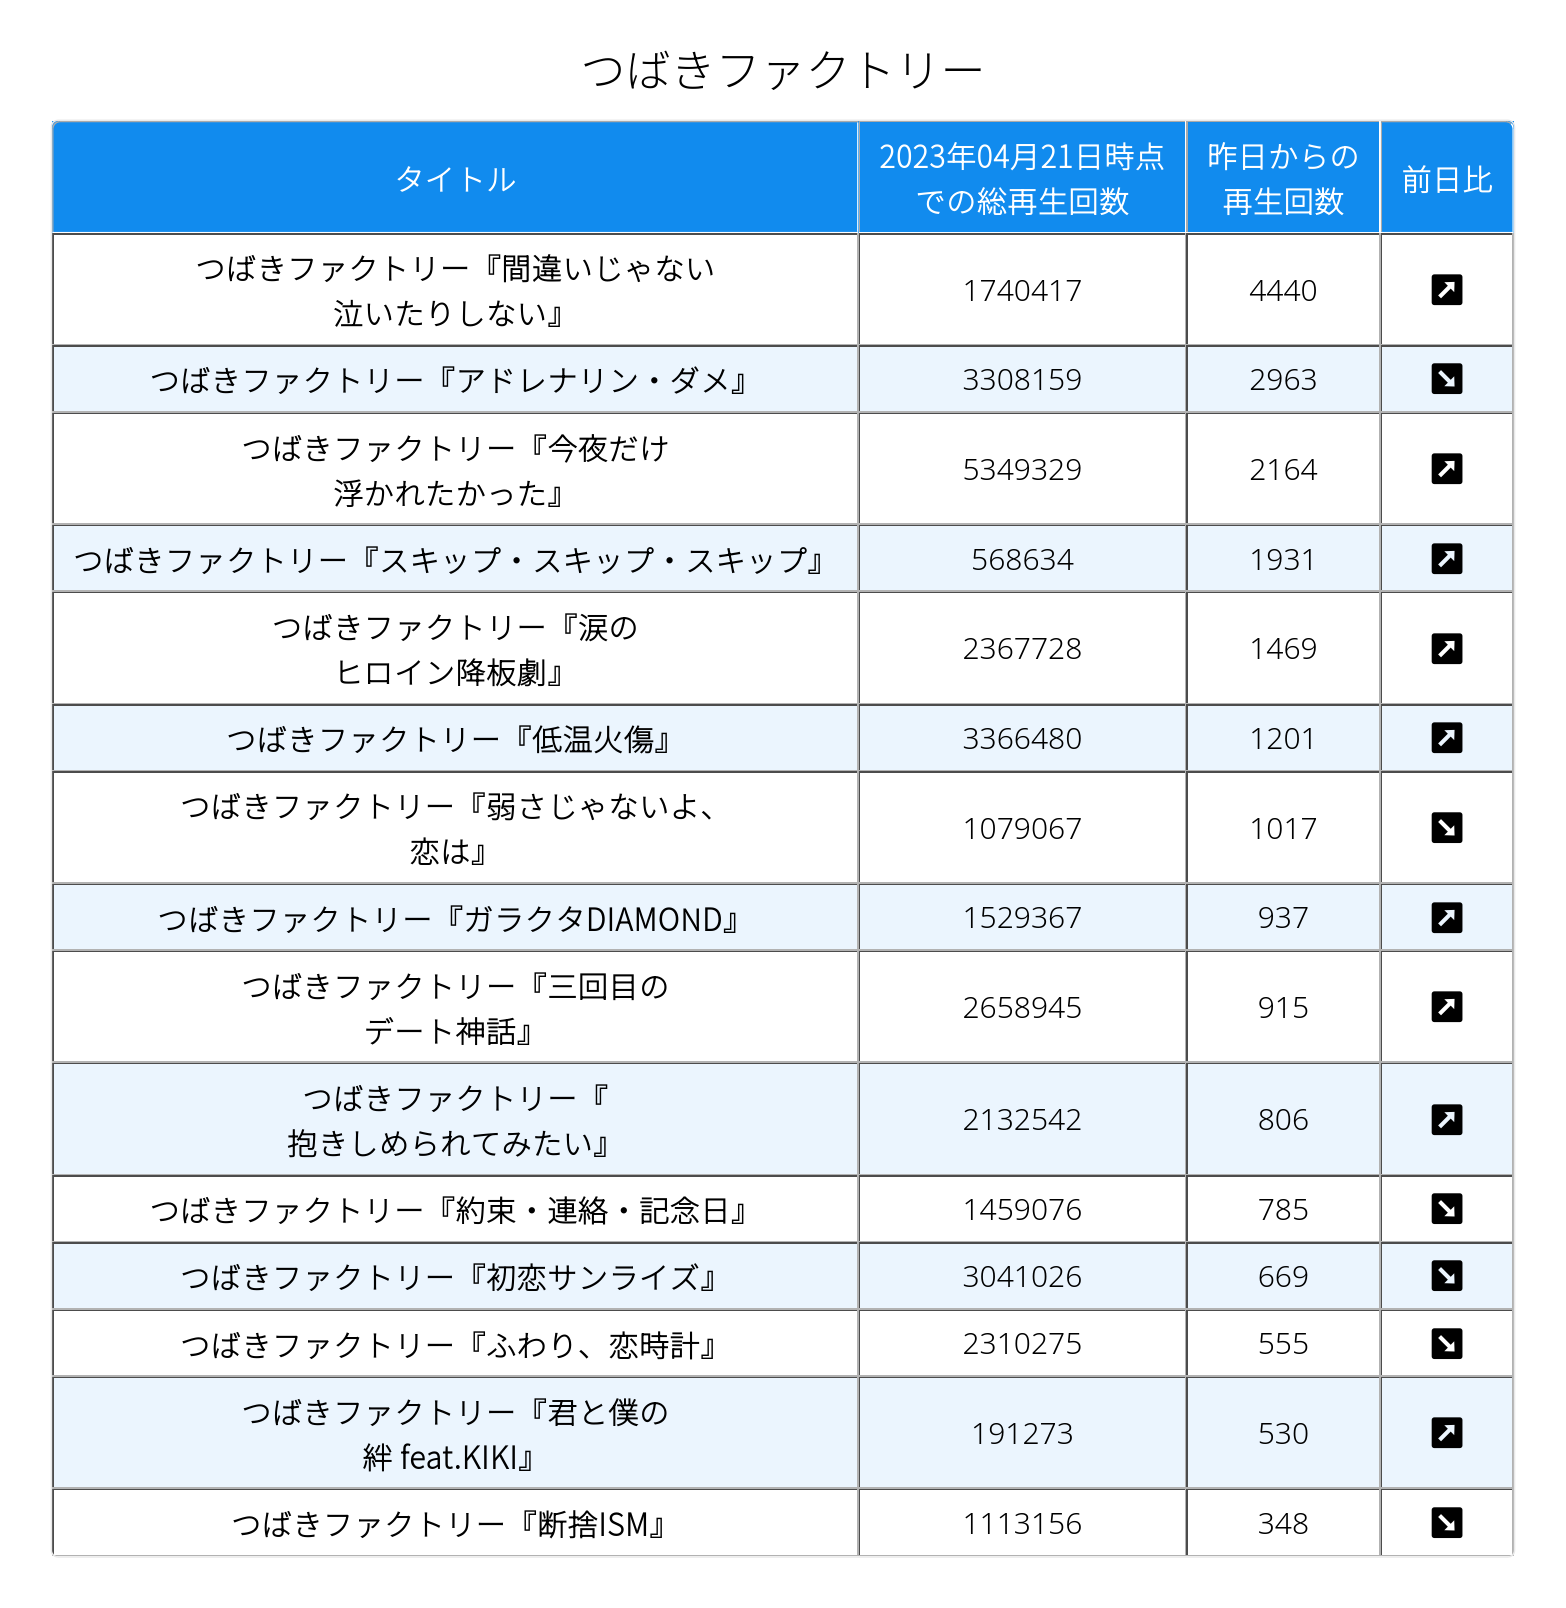 つばきファクトリー
タイトル
2023年04月21日時点
での総再生回数
昨日からの
再生回数
前日比
つばきファクトリー『間違いじゃない
泣いたりしない』
1740417
4440
↗
つばきファクトリー『アドレナリン・ダメ』
3308159
2963
↘
つばきファクトリー『今夜だけ
浮かれたかった』
5349329
2164
↗
つばきファクトリー『スキップ・スキップ・スキップ』
568634
1931
↗
つばきファクトリー『涙の
ヒロイン降板劇』
2367728
1469
↗
つばきファクトリー『低温火傷』
3366480
1201
↗
つばきファクトリー『弱さじゃないよ、
恋は』
1079067
1017
↘
つばきファクトリー『ガラクタDIAMOND』
1529367
937
↗
つばきファクトリー『三回目の
デート神話』
2658945
915
↗
つばきファクトリー『
抱きしめられてみたい』
2132542
806
↗
つばきファクトリー『約束・連絡・記念日』
1459076
785
↘
つばきファクトリー『初恋サンライズ』
3041026
669
↘
つばきファクトリー『ふわり、恋時計』
2310275
555
↘
つばきファクトリー『君と僕の
絆 feat.KIKI』
191273
530
↗
つばきファクトリー『断捨ISM』
1113156
348
↘